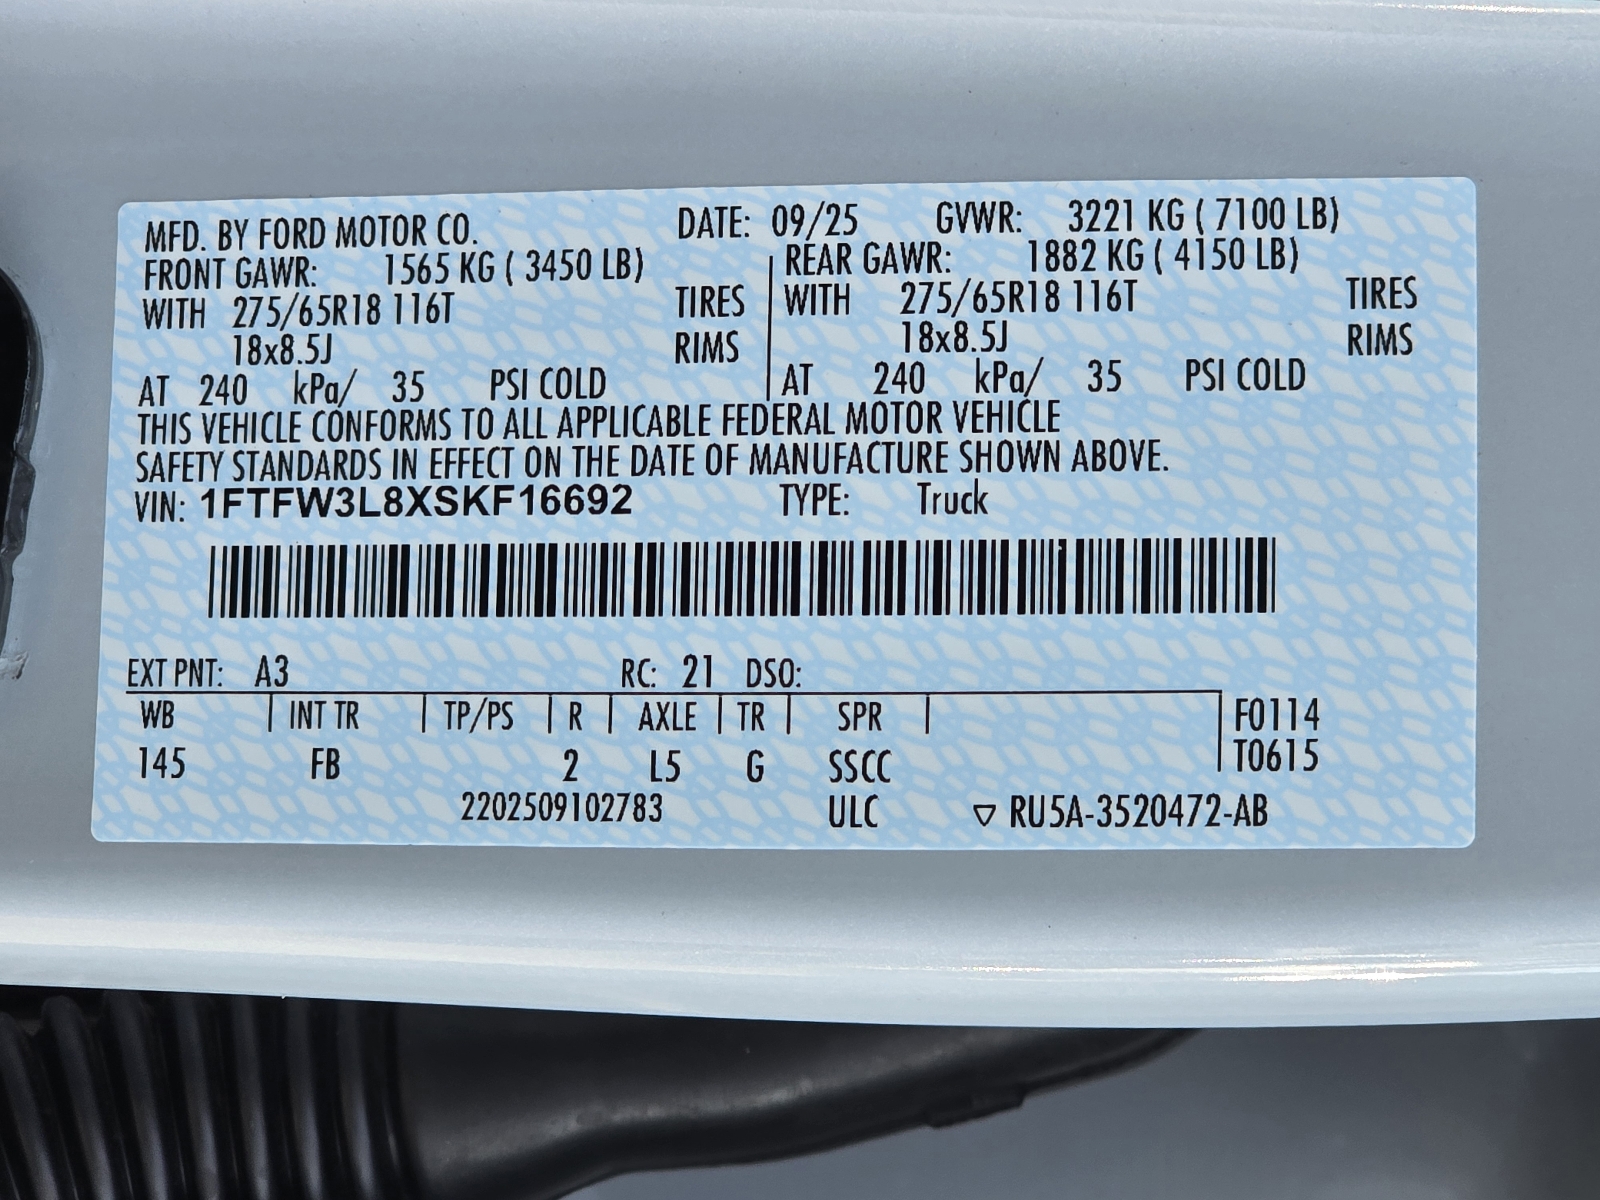 MFD. BY FORD MOTOR CO. DATE: 09/25 GVWR: 3221 KG ( 7100 LB)
FRONT GAWR: 1565 KG ( 3450 LB) REAR GAWR: 1882 KG ( 4150 LB)
WITH 275/65R18 116T TIRES WITH 275/65R18 116T TIRES
18x8.5J RIMS 18x8.5J RIMS
AT 240 kPa/ 35 PSI COLD AT 240 kPa/ 35 PSI COLD
THIS VEHICLE CONFORMS TO ALL APPLICABLE FEDERAL MOTOR VEHICLE
SAFETY STANDARDS IN EFFECT ON THE DATE OF MANUFACTURE SHOWN ABOVE.
VIN: 1FTFW3L8XSKF16692 TYPE: Truck
EXT PNT: A3 RC: 21 DSO:
WB INT TR TP/PS R AXLE TR SPR F0114
145 FB 2 L5 G SSCC T0615
2202509102783 ULC ▽ RU5A-3520472-AB